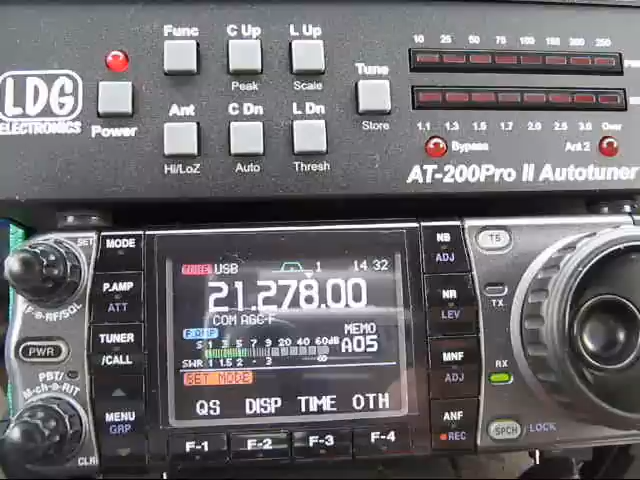 Func C Up L Up
Peak Scale
Tune
Store
LDG
ELECTRONICS
Power
Ant C Dn L Dn
Hi/LoZ Auto Thresh
10 25 50 75 100 150 200 250
1.1 1.3 1.5 1.7 2.0 2.5 3.0 Over
Bypass Ant 2
AT-200Pro II Autotuner
SET
AF-RF/SQL
PWR
PBT/
M-ch RIT
CLR
MODE
P.AMP
ATT
TUNER
/CALL
MENU
GRP
USB 1 14 32
21.278.00
COM AGC-F
P.AMP MEMO
A05
S 1 3 5 7 9 20 40 60dB
SWR 1 1.5 2 3 ∞
SET MODE
QS DISP TIME OTH
F-1 F-2 F-3 F-4
NB
ADJ
NR
LEV
MNF
ADJ
ANF
REC
TS
TX
RX
SPCH LOCK